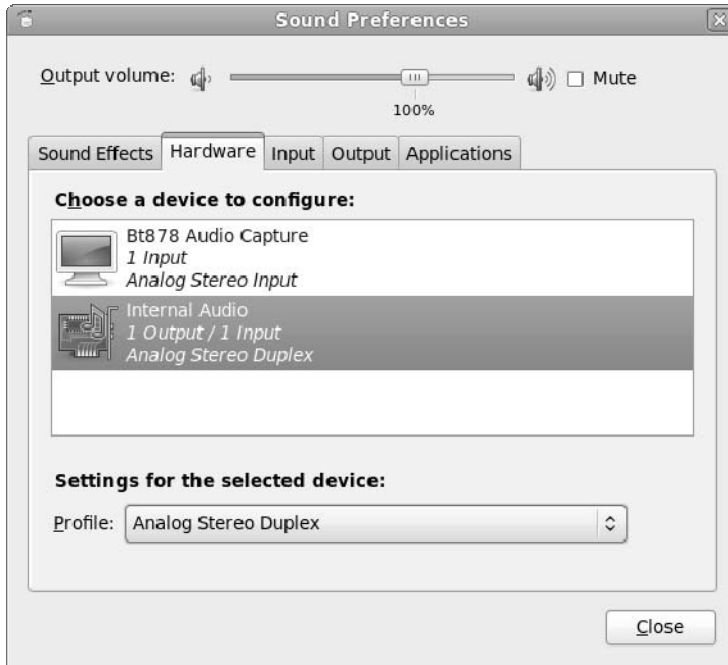 Sound Preferences
Output volume:
Mute
100%
Sound Effects
Hardware
Input
Output
Applications
Choose a device to configure:
Bt878 Audio Capture
1 Input
Analog Stereo Input
Internal Audio
1 Output / 1 Input
Analog Stereo Duplex
Settings for the selected device:
Profile:
Analog Stereo Duplex
Close